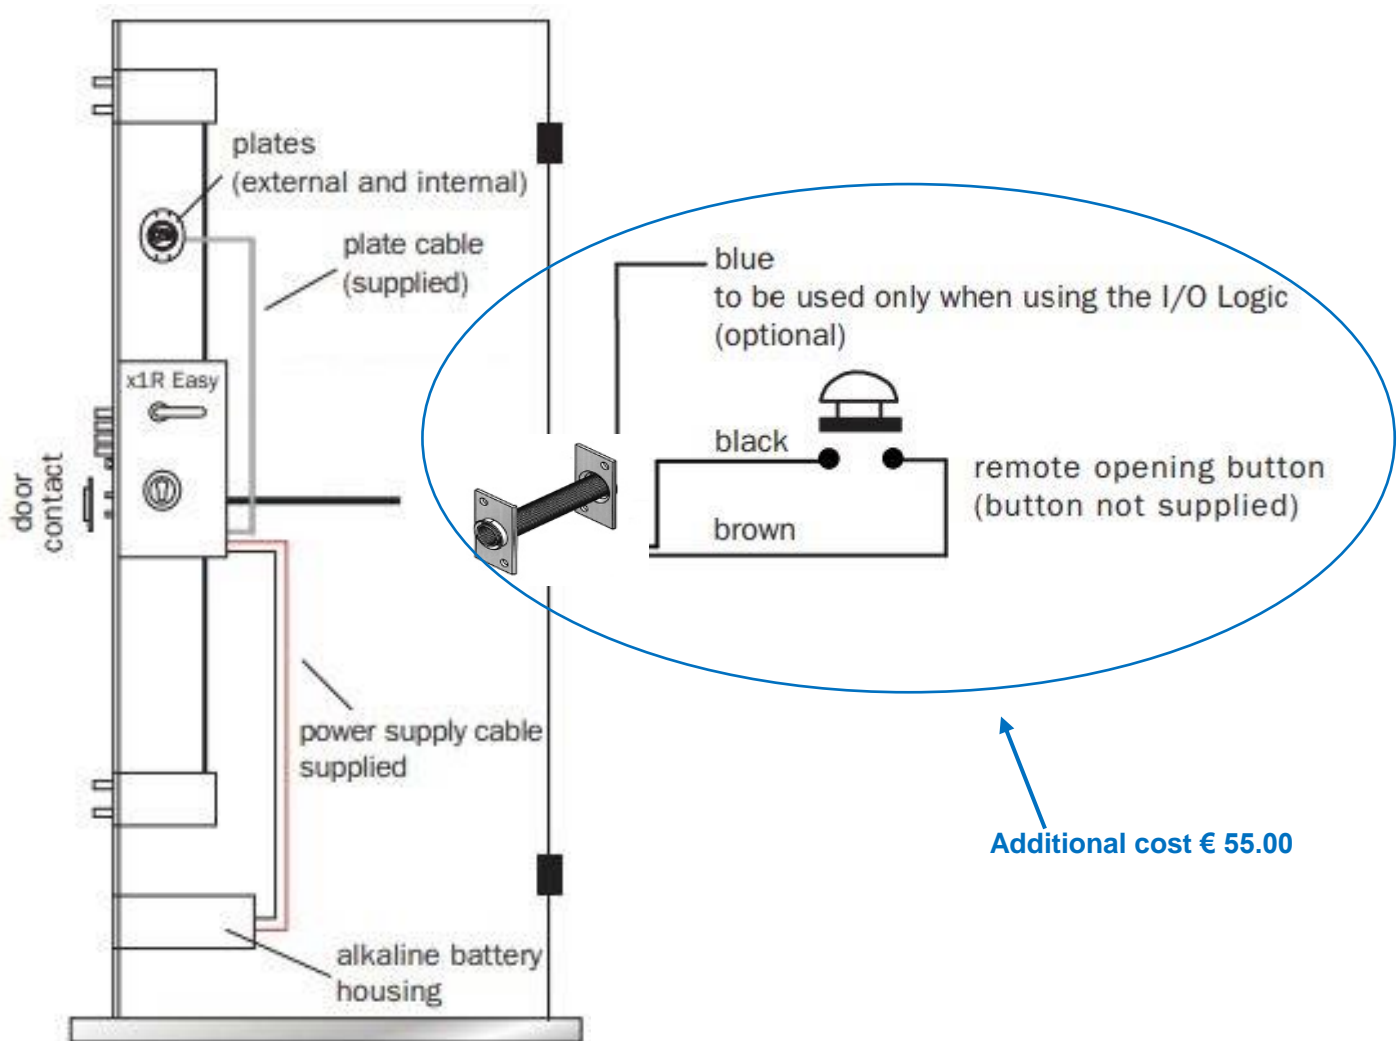 plates
(external and internal)
plate cable
(supplied)
x1R Easy
door
contact
blue
to be used only when using the I/O Logic
(optional)
black
brown
remote opening button
(button not supplied)
power supply cable
supplied
Additional cost € 55.00
alkaline battery
housing